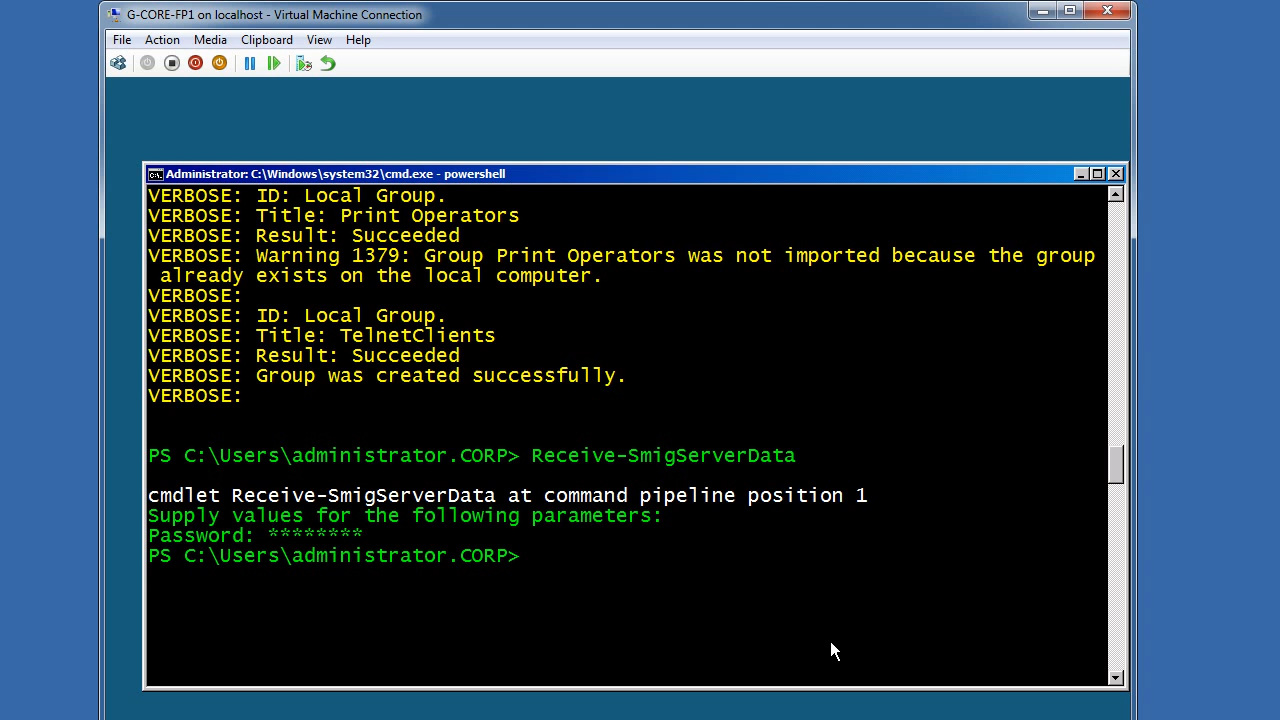 G-CORE-FP1 on localhost - Virtual Machine Connection
File Action Media Clipboard View Help
Administrator: C:\Windows\system32\cmd.exe - powershell
VERBOSE: ID: Local Group.
VERBOSE: Title: Print Operators
VERBOSE: Result: Succeeded
VERBOSE: Warning 1379: Group Print Operators was not imported because the group
already exists on the local computer.
VERBOSE:
VERBOSE: ID: Local Group.
VERBOSE: Title: TelnetClients
VERBOSE: Result: Succeeded
VERBOSE: Group was created successfully.
VERBOSE:
PS C:\Users\administrator.CORP> Receive-SmigServerData
cmdlet Receive-SmigServerData at command pipeline position 1
Supply values for the following parameters:
Password: ********
PS C:\Users\administrator.CORP>